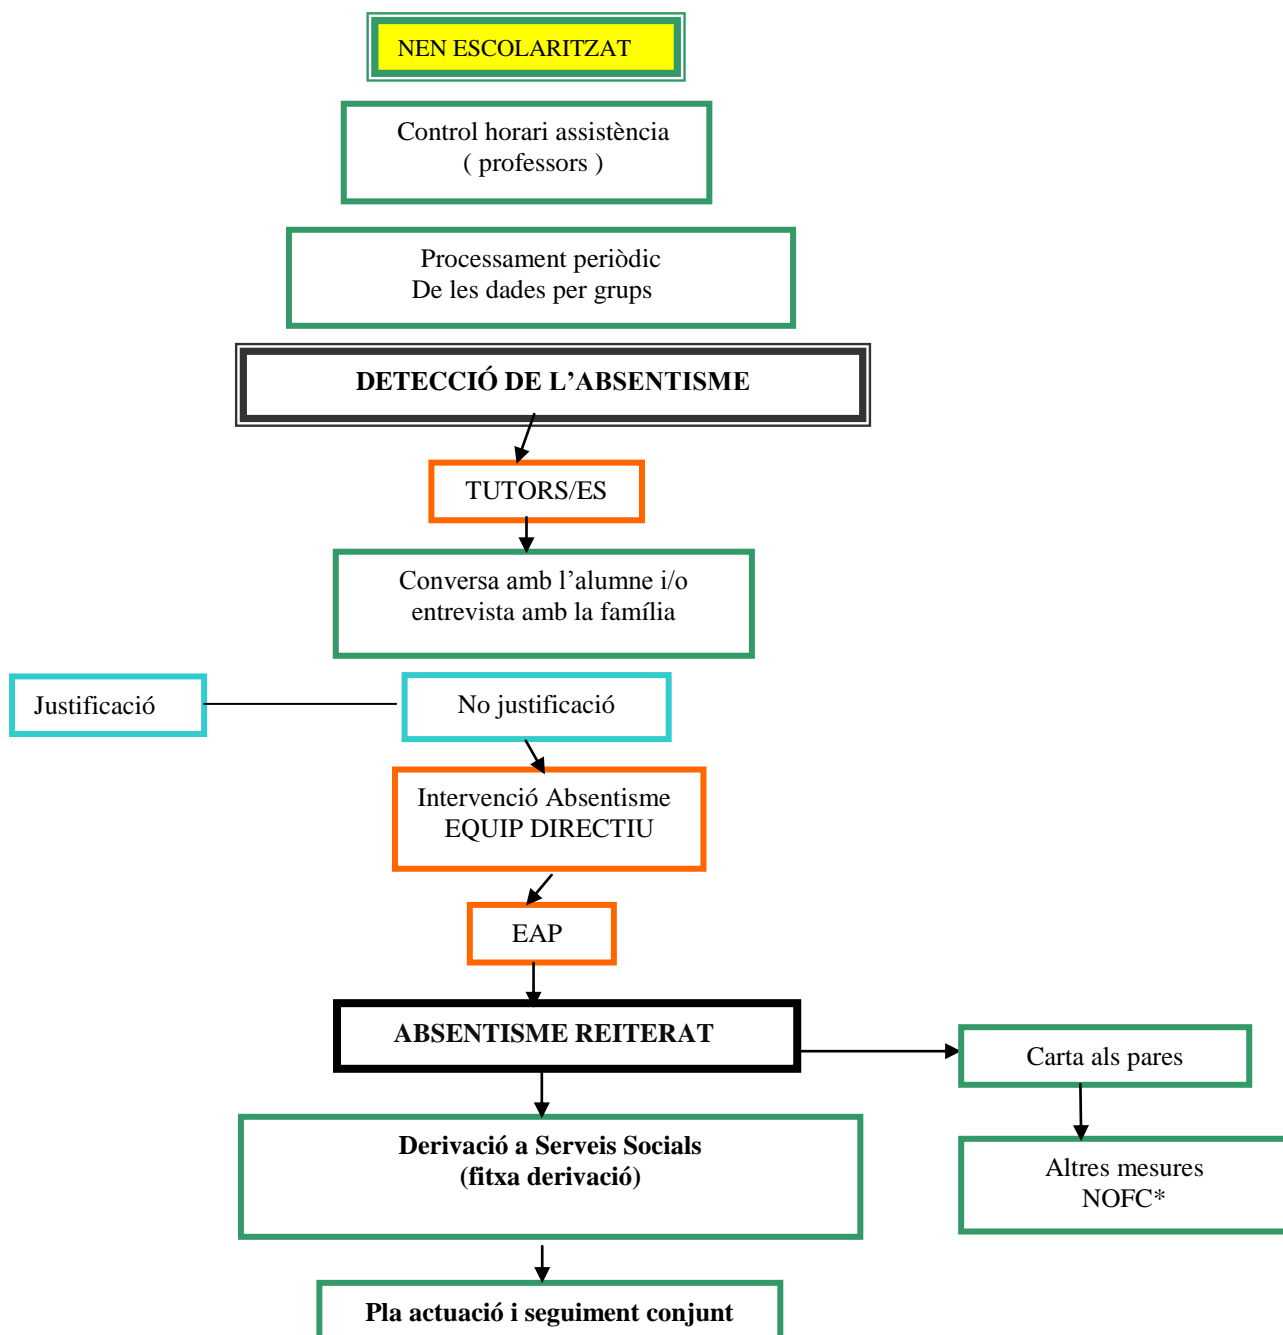 NEN ESCOLARITZAT
Control horari assistència
( professors )
Processament periòdic
De les dades per grups
DETECCIÓ DE L’ABSENTISME
TUTORS/ES
Conversa amb l’alumne i/o
entrevista amb la família
Justificació
No justificació
Intervenció Absentisme
EQUIP DIRECTIU
EAP
ABSENTISME REITERAT
Carta als pares
Derivació a Serveis Socials
(fitxa derivació)
Altres mesures
NOFC*
Pla actuació i seguiment conjunt